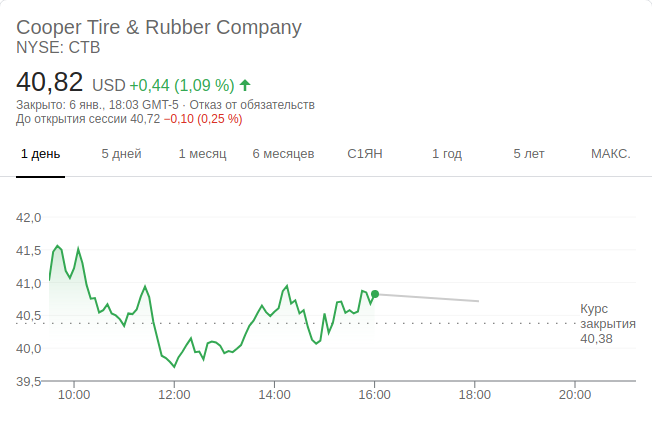 Cooper Tire & Rubber Company
NYSE: CTB
40,82 USD +0,44 (1,09 %)
Закрыто: 6 янв., 18:03 GMT-5 · Отказ от обязательств
До открытия сессии 40,72 −0,10 (0,25 %)
1 день 5 дней 1 месяц 6 месяцев С1ЯН 1 год 5 лет МАКС.
42,0
41,5
41,0
40,5
40,0
39,5
Курс
закрытия
40,38
10:00 12:00 14:00 16:00 18:00 20:00